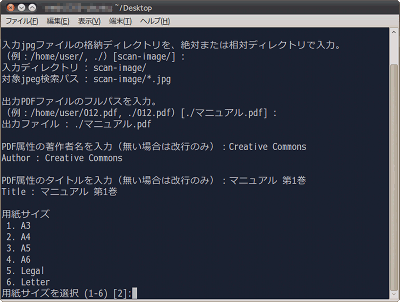 ~/Desktop
ファイル(F) 編集(E) 表示(V) 端末(T) ヘルプ(H)
入力jpgファイルの格納ディレクトリを、絶対または相対ディレクトリで入力。
（例：/home/user/, ./）[scan-image/] :
入力ディレクトリ : scan-image/
対象jpeg検索パス : scan-image/*.jpg
出力PDFファイルのフルパスを入力。
（例：/home/user/012.pdf, ./012.pdf）[./マニュアル.pdf] :
出力ファイル : ./マニュアル.pdf
PDF属性の著作者名を入力（無い場合は改行のみ）：Creative Commons
Author : Creative Commons
PDF属性のタイトルを入力（無い場合は改行のみ）：マニュアル 第1巻
Title : マニュアル 第1巻
用紙サイズ
1. A3
2. A4
3. A5
4. A6
5. Legal
6. Letter
用紙サイズを選択 (1-6) [2]: